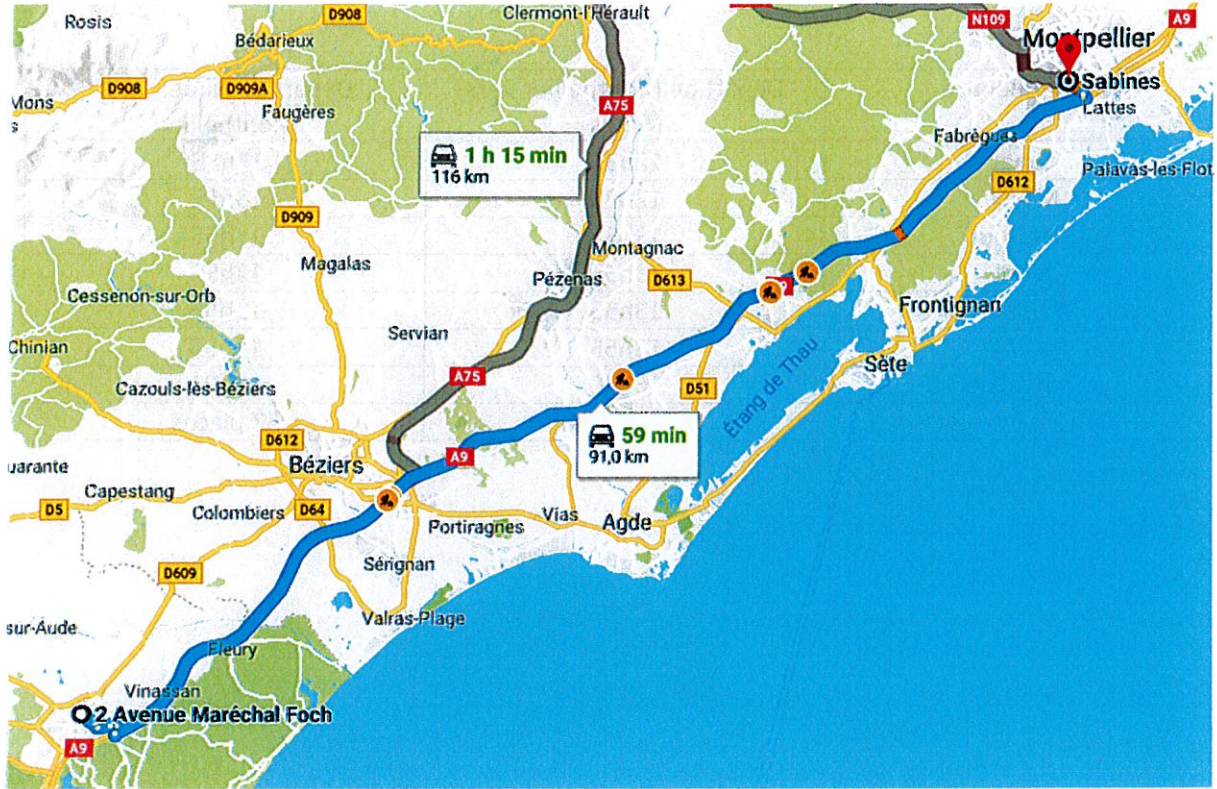 Rosis
D908
Clermont-l'Hérault
N109
A9
Bédarieux
Montpellier
D908
D909A
A75
Sabines
Mons
Faugères
Lattes
1 h 15 min
116 km
Fabrègues
D612
Palavas-les-Flot
D909
Montagnac
Magalas
Pézenas
D613
Cessenon-sur-Orb
Frontignan
Servian
Chinian
Sète
A75
Cazouls-lès-Béziers
D51
Étang de Thau
59 min
91,0 km
D612
A9
uarante
Béziers
Capestang
D5
Colombiers
D64
Portiragnes
Vias
Agde
Sérignan
D609
Valras-Plage
sur-Aude
Fleury
Vinassan
2 Avenue Maréchal Foch
A9